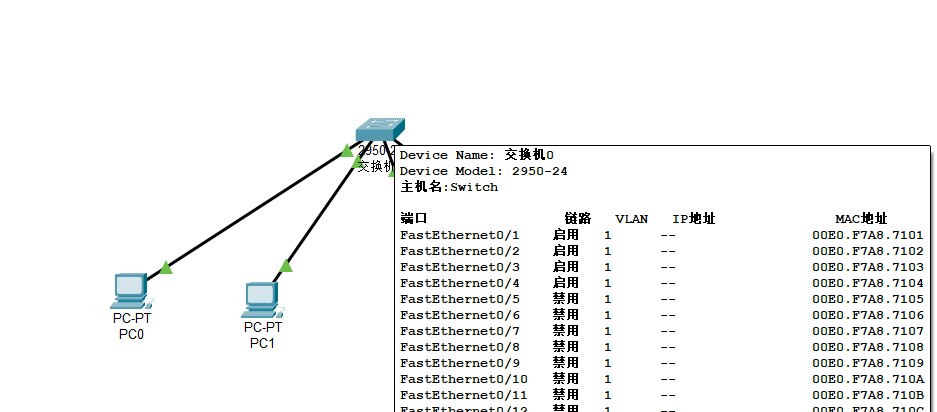 2950-2
交换机
Device Name: 交换机0
Device Model: 2950-24
主机名:Switch
端口 链路 VLAN IP地址 MAC地址
FastEthernet0/1 启用 1 -- 00E0.F7A8.7101
FastEthernet0/2 启用 1 -- 00E0.F7A8.7102
FastEthernet0/3 启用 1 -- 00E0.F7A8.7103
FastEthernet0/4 启用 1 -- 00E0.F7A8.7104
FastEthernet0/5 禁用 1 -- 00E0.F7A8.7105
FastEthernet0/6 禁用 1 -- 00E0.F7A8.7106
FastEthernet0/7 禁用 1 -- 00E0.F7A8.7107
FastEthernet0/8 禁用 1 -- 00E0.F7A8.7108
FastEthernet0/9 禁用 1 -- 00E0.F7A8.7109
FastEthernet0/10 禁用 1 -- 00E0.F7A8.710A
FastEthernet0/11 禁用 1 -- 00E0.F7A8.710B
FastEthernet0/12 禁用 1 -- 00E0.F7A8.710C
PC-PT
PC0
PC-PT
PC1